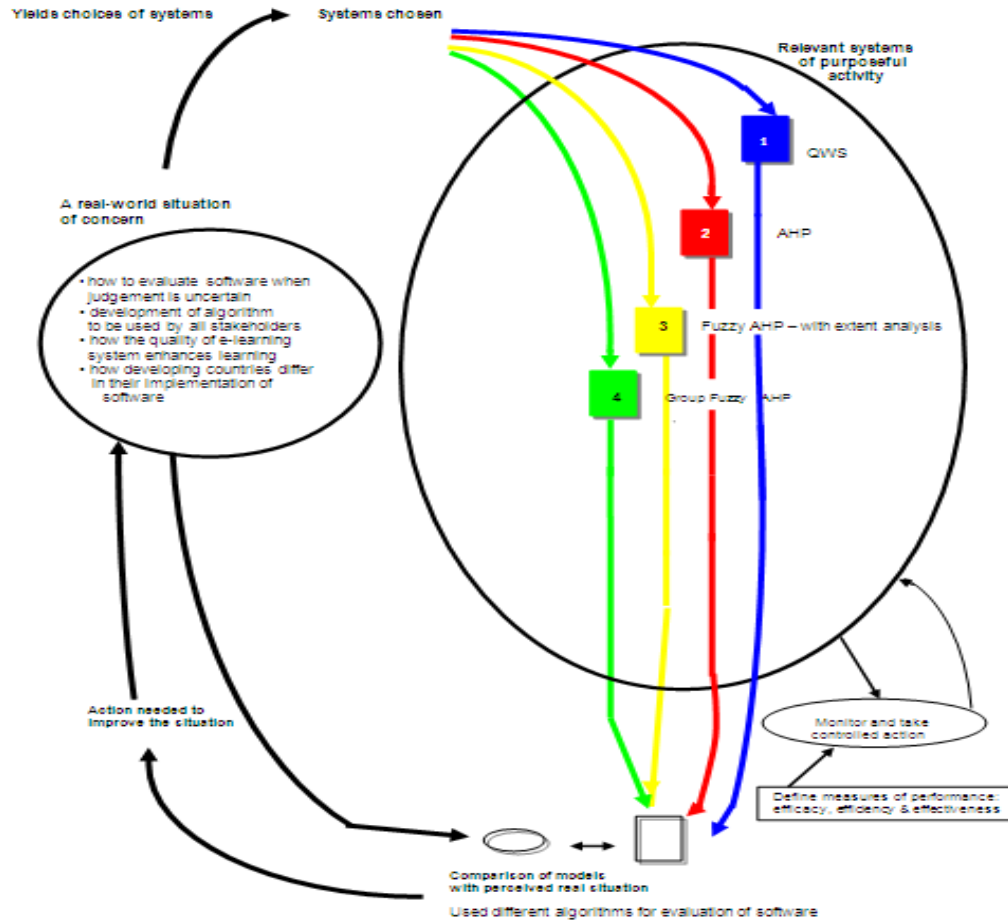 Yields choices of systems
Systems chosen
Relevant systems
of purposeful
activity
1
QWS
A real-world situation
of concern
2
AHP
• how to evaluate software when
judgement is uncertain
• development of algorithm
to be used by all stakeholders
• how the quality of e-learning
system enhances learning
• how developing countries differ
in their implementation of
software
3
Fuzzy AHP – with extent analysis
4
Group Fuzzy AHP
Action needed to
improve the situation
Monitor and take
controlled action
Define measures of performance:
efficacy, efficiency & effectiveness
Comparison of models
with perceived real situation
Used different algorithms for evaluation of software